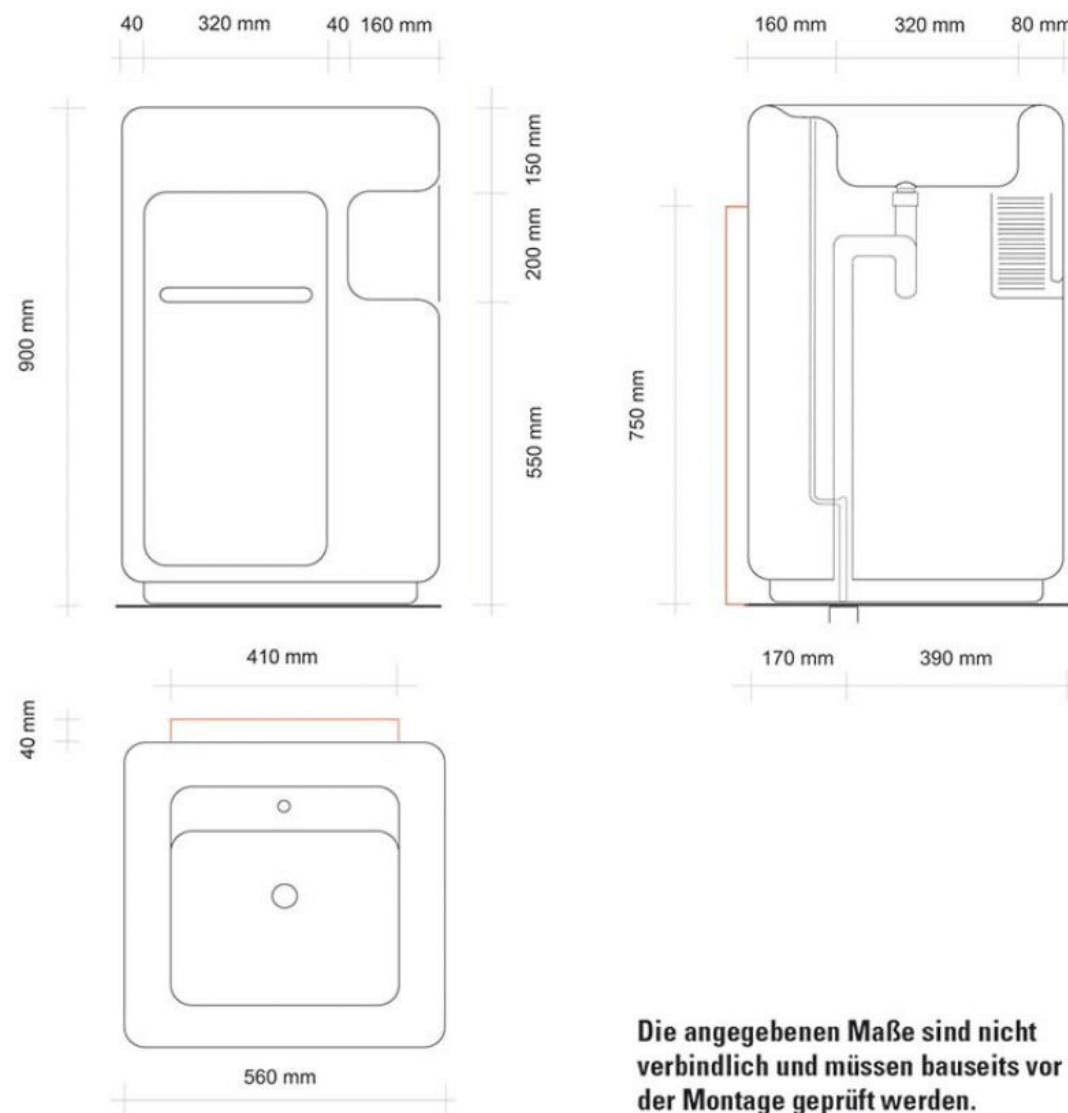 40 320 mm 40 160 mm
160 mm 320 mm 80 mm
150 mm
200 mm
900 mm
550 mm
750 mm
410 mm
170 mm 390 mm
40 mm
560 mm
Die angegebenen Maße sind nicht
verbindlich und müssen bauseits vor
der Montage geprüft werden.